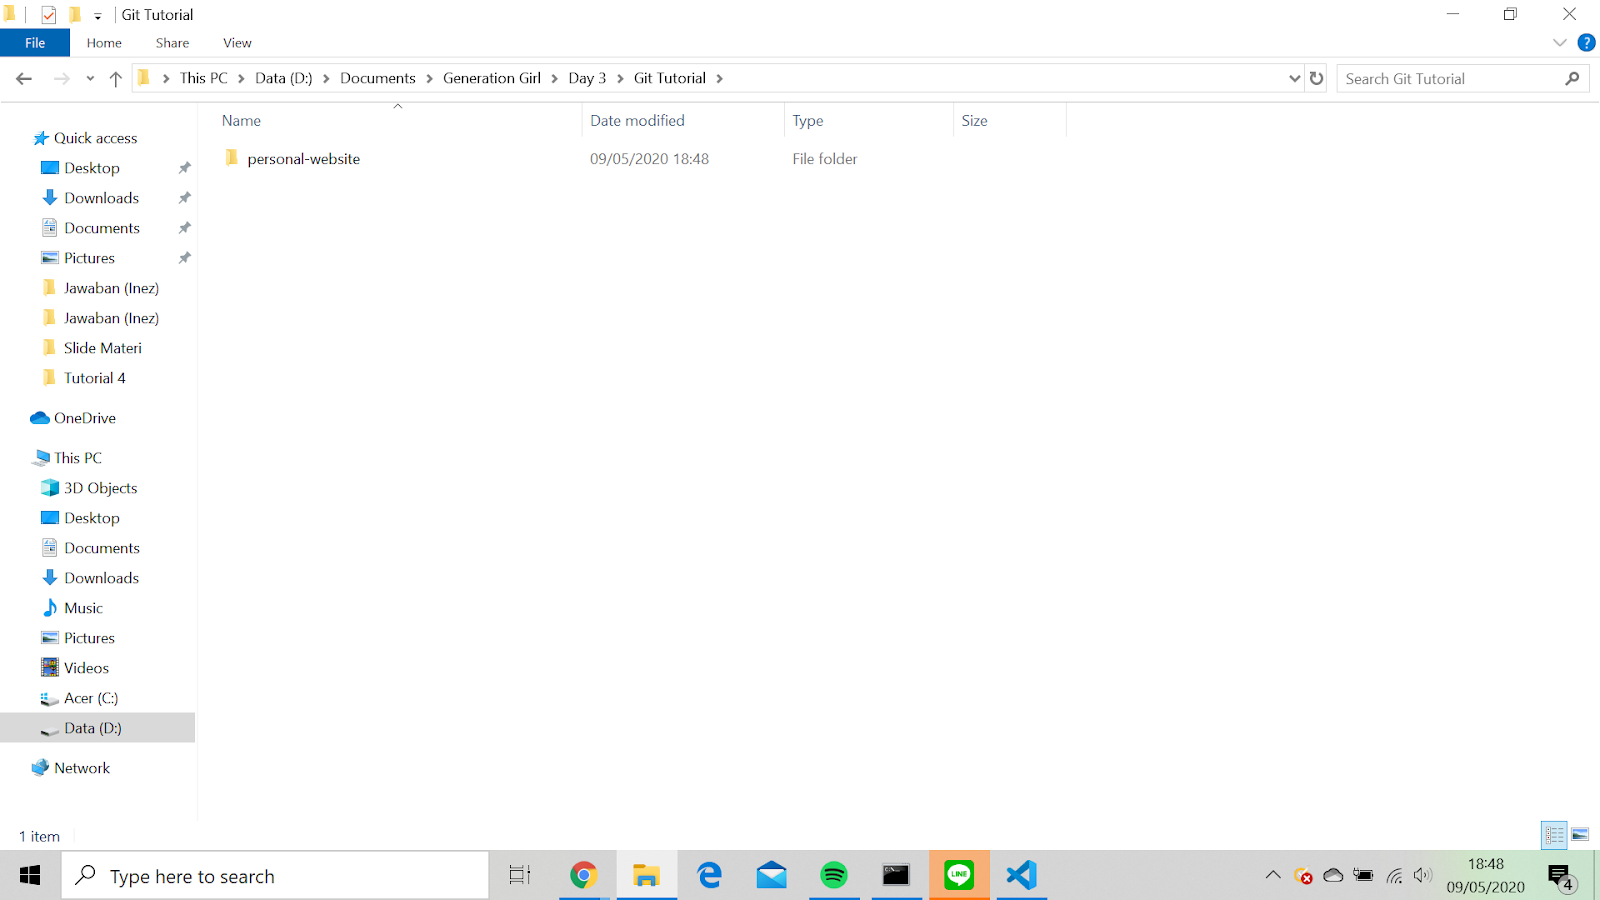 Git Tutorial
File Home Share View
This PC Data (D:) Documents Generation Girl Day 3 Git Tutorial
Search Git Tutorial
Name Date modified Type Size
personal-website 09/05/2020 18:48 File folder
Quick access
Desktop
Downloads
Documents
Pictures
Jawaban (Inez)
Jawaban (Inez)
Slide Materi
Tutorial 4
OneDrive
This PC
3D Objects
Desktop
Documents
Downloads
Music
Pictures
Videos
Acer (C:)
Data (D:)
Network
1 item
Type here to search
LINE
18:48
09/05/2020
4